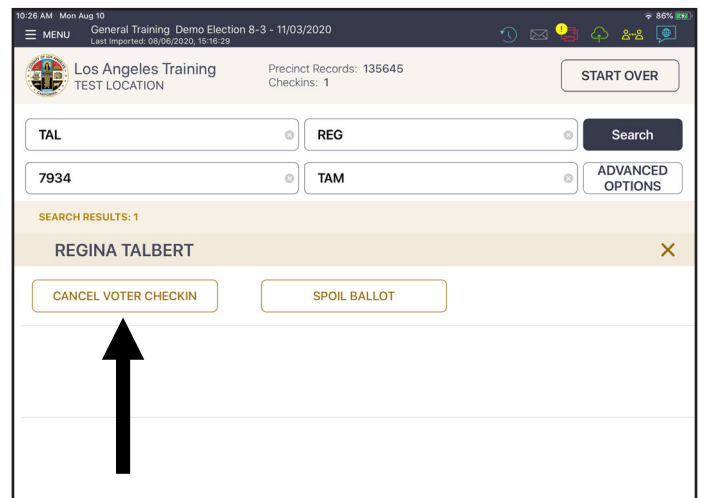 10:26 AM Mon Aug 10
86%
MENU
General Training Demo Election 8-3 - 11/03/2020
Last Imported: 08/06/2020, 15:16:29
Los Angeles Training
TEST LOCATION
Precinct Records: 135645
Checkins: 1
START OVER
TAL
REG
Search
7934
TAM
ADVANCED
OPTIONS
SEARCH RESULTS: 1
REGINA TALBERT
CANCEL VOTER CHECKIN
SPOIL BALLOT